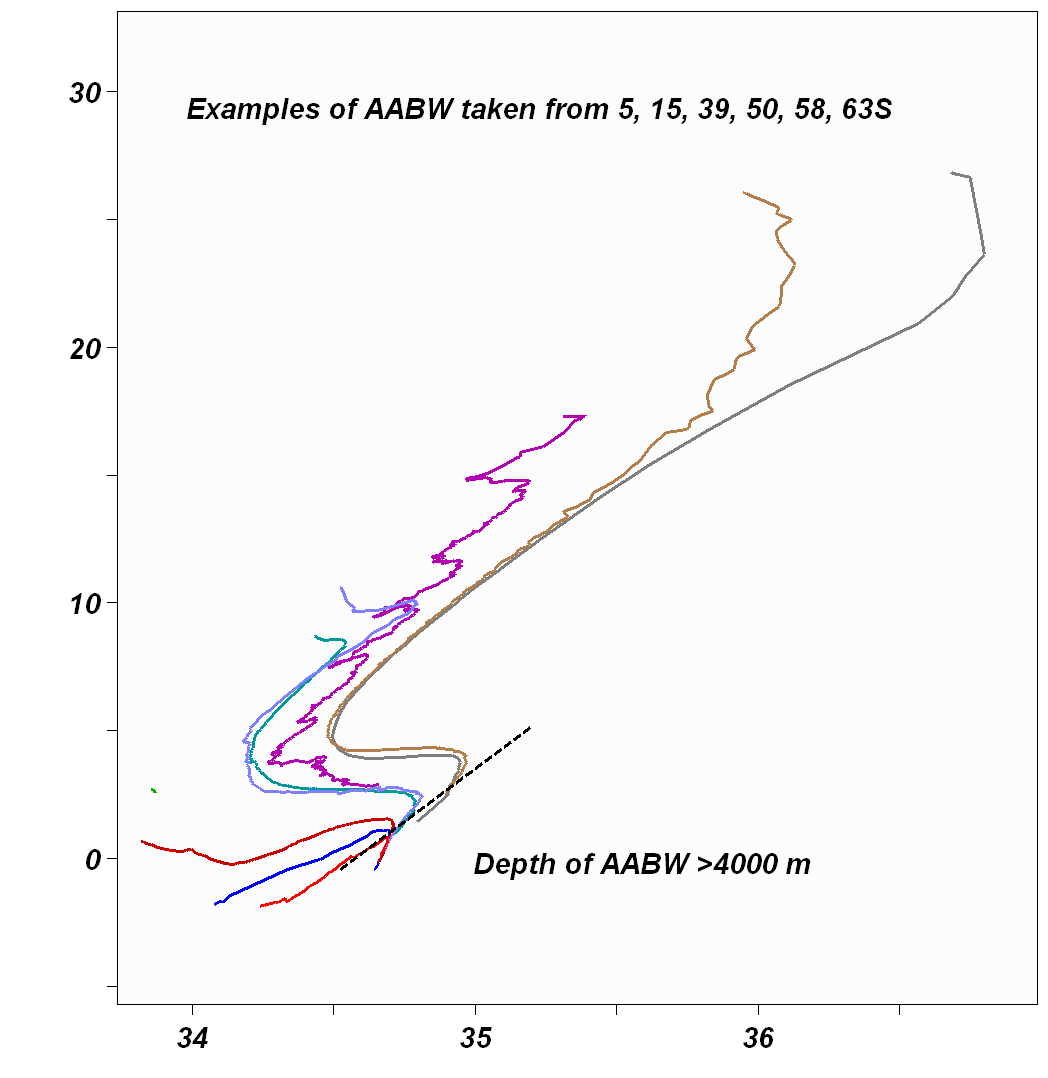 30
Examples of AABW taken from 5, 15, 39, 50, 58, 63S
20
10
0
Depth of AABW >4000 m
34 35 36